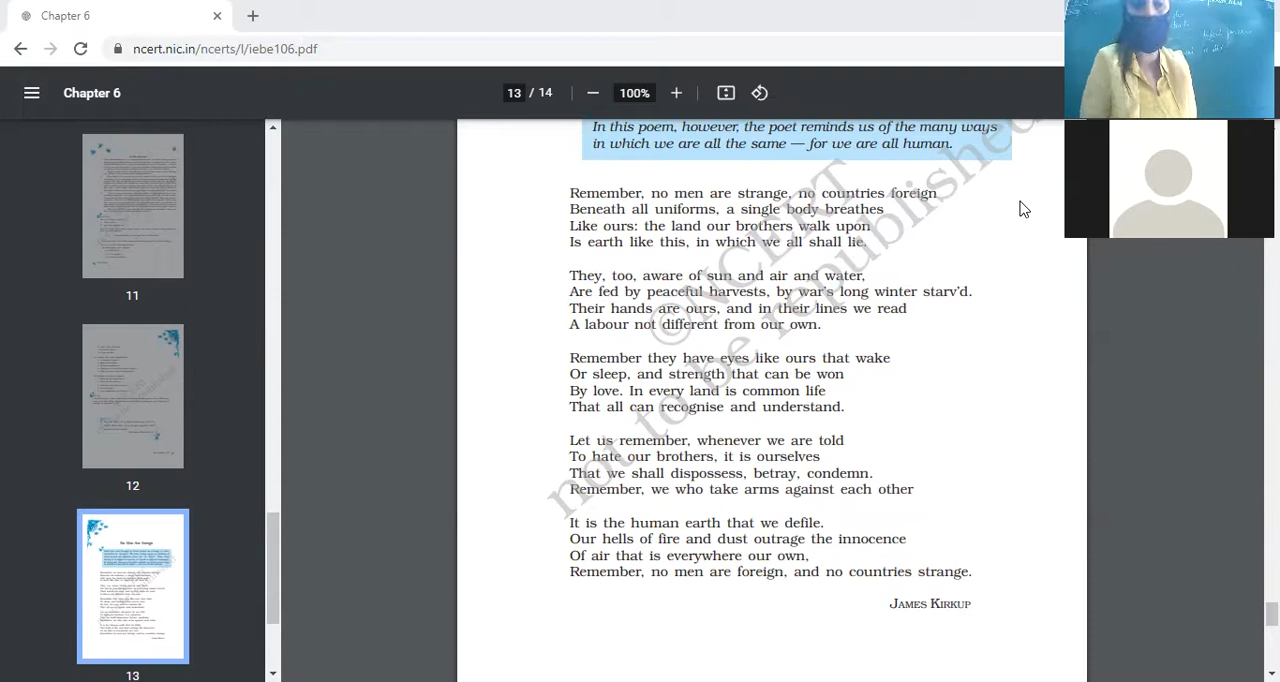 Chapter 6
ncert.nic.in/ncerts/l/iebe106.pdf
Chapter 6
13 / 14
100%
11
12
13
No Men Are Strange
In this poem, however, the poet reminds us of the many ways
in which we are all the same — for we are all human.
Remember, no men are strange, no countries foreign
Beneath all uniforms, a single body breathes
Like ours: the land our brothers walk upon
Is earth like this, in which we all shall lie.
They, too, aware of sun and air and water,
Are fed by peaceful harvests, by war's long winter starv'd.
Their hands are ours, and in their lines we read
A labour not different from our own.
Remember they have eyes like ours that wake
Or sleep, and strength that can be won
By love. In every land is common life
That all can recognise and understand.
Let us remember, whenever we are told
To hate our brothers, it is ourselves
That we shall dispossess, betray, condemn.
Remember, we who take arms against each other
It is the human earth that we defile.
Our hells of fire and dust outrage the innocence
Of air that is everywhere our own,
Remember, no men are foreign, and no countries strange.
JAMES KIRKUP
©NCERT
not to be republished